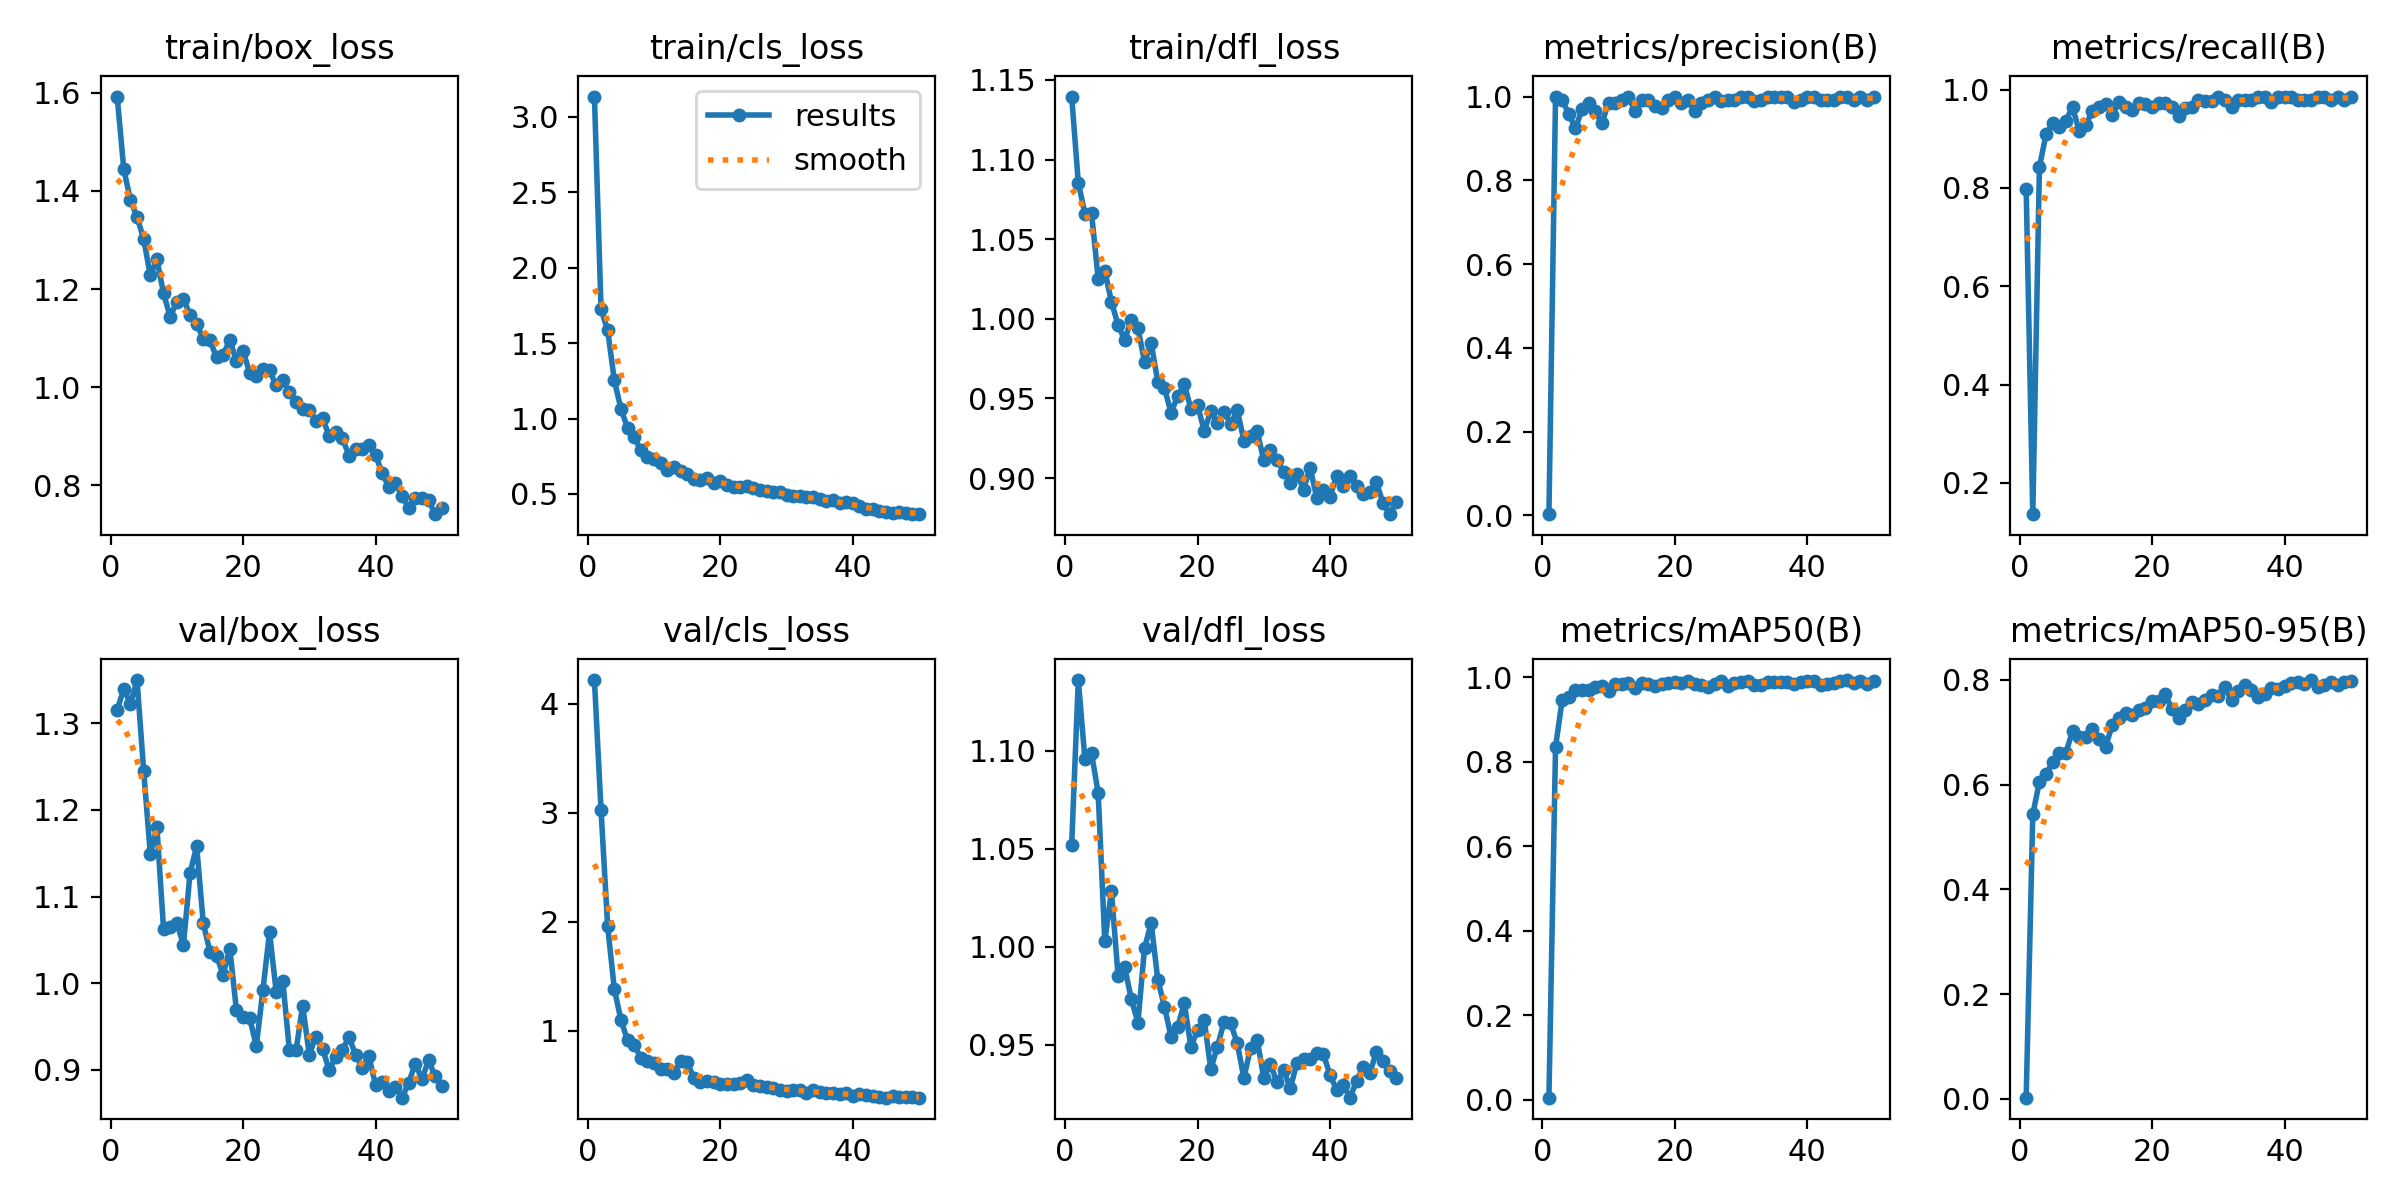 train/box_loss
1.6
1.4
1.2
1.0
0.8
0 20 40
train/cls_loss
results
smooth
3.0
2.5
2.0
1.5
1.0
0.5
0 20 40
train/dfl_loss
1.15
1.10
1.05
1.00
0.95
0.90
0 20 40
metrics/precision(B)
1.0
0.8
0.6
0.4
0.2
0.0
0 20 40
metrics/recall(B)
1.0
0.8
0.6
0.4
0.2
0 20 40
val/box_loss
1.3
1.2
1.1
1.0
0.9
0 20 40
val/cls_loss
4
3
2
1
0 20 40
val/dfl_loss
1.10
1.05
1.00
0.95
0 20 40
metrics/mAP50(B)
1.0
0.8
0.6
0.4
0.2
0.0
0 20 40
metrics/mAP50-95(B)
0.8
0.6
0.4
0.2
0.0
0 20 40